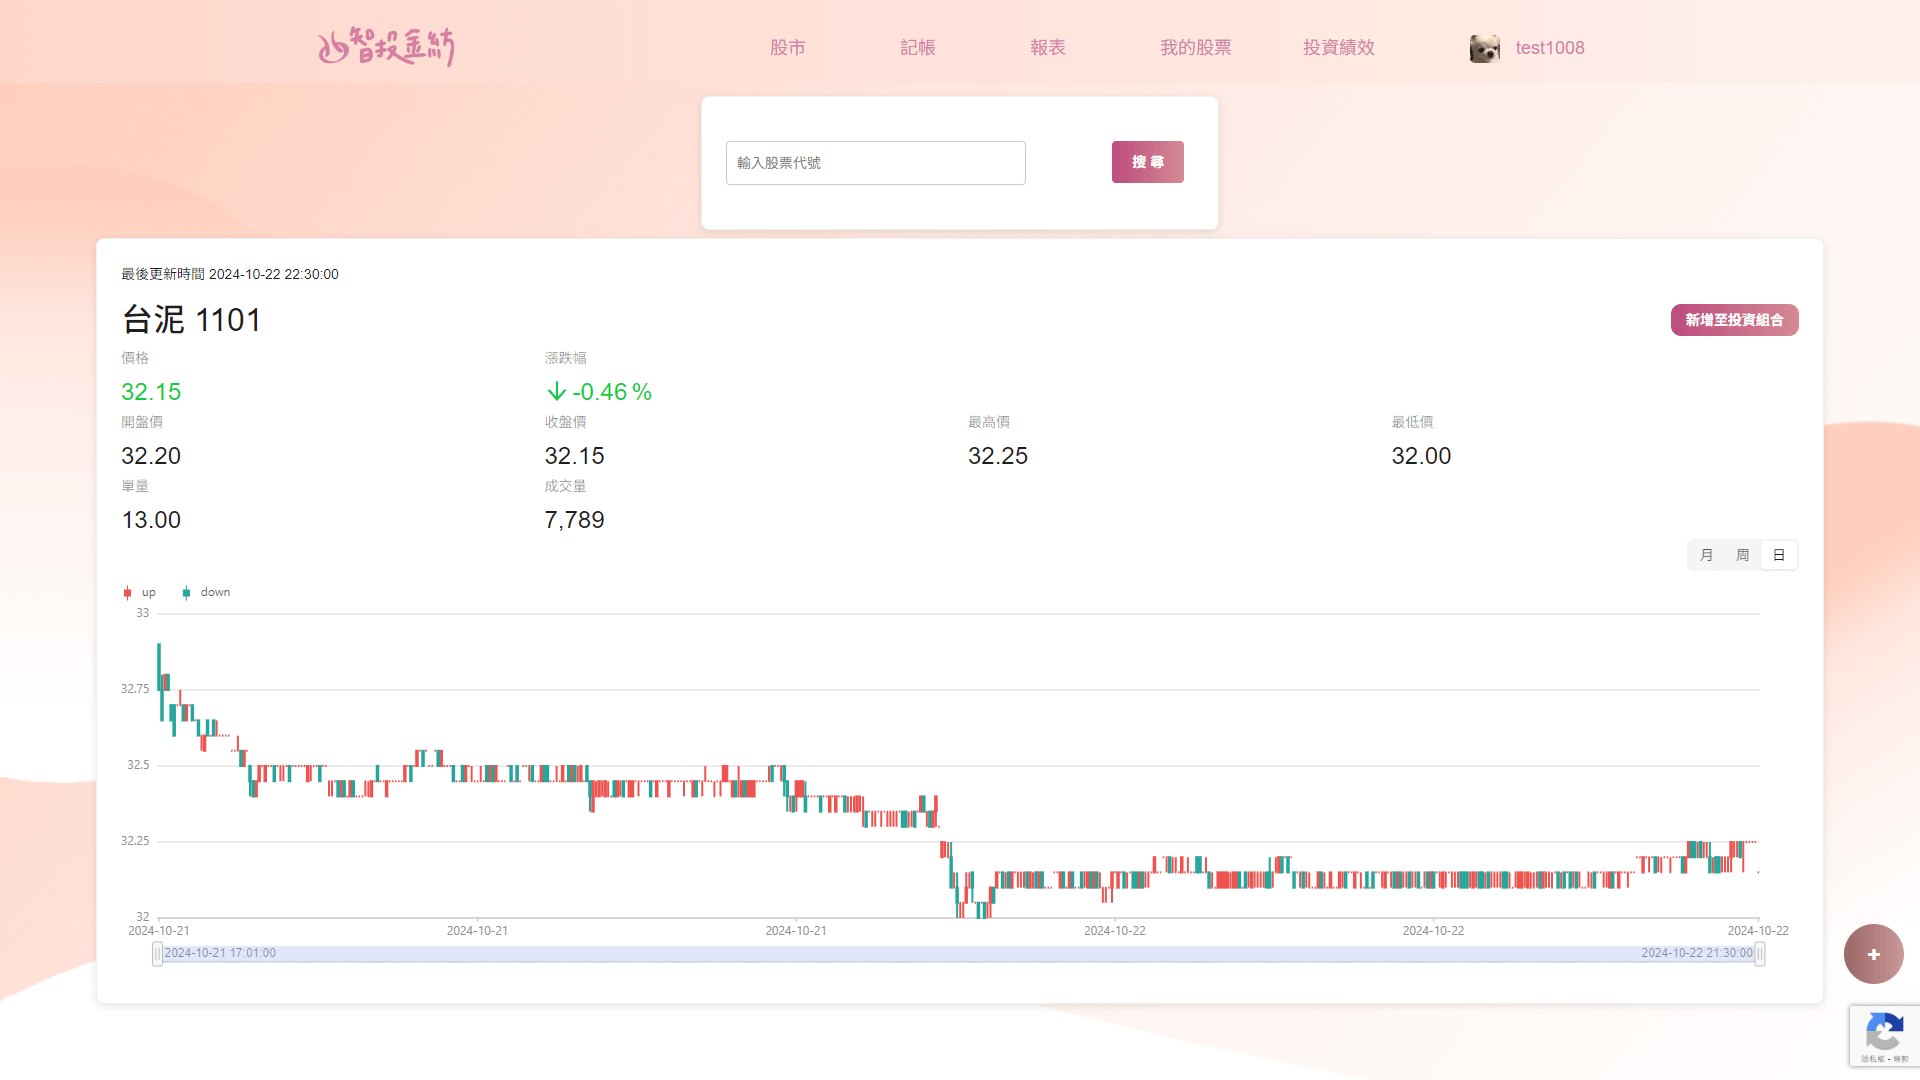 智投金紡
股市 記帳 報表 我的股票 投資績效 test1008
輸入股票代號 搜 尋
最後更新時間 2024-10-22 22:30:00
台泥 1101
新增至投資組合
價格 漲跌幅
32.15 -0.46 %
開盤價 收盤價 最高價 最低價
32.20 32.15 32.25 32.00
單量 成交量
13.00 7,789
月 周 日
up down
33
32.75
32.5
32.25
32
2024-10-21 2024-10-21 2024-10-21 2024-10-22 2024-10-22 2024-10-22
2024-10-21 17:01:00 2024-10-22 21:30:00
+
隱私權 - 條款